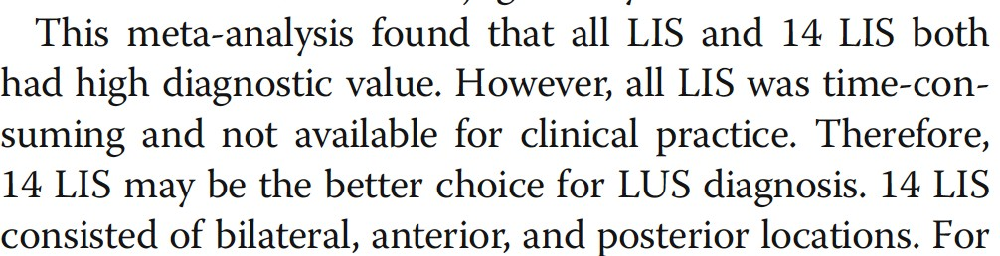 This meta-analysis found that all LIS and 14 LIS both
had high diagnostic value. However, all LIS was time-con-
suming and not available for clinical practice. Therefore,
14 LIS may be the better choice for LUS diagnosis. 14 LIS
consisted of bilateral, anterior, and posterior locations. For